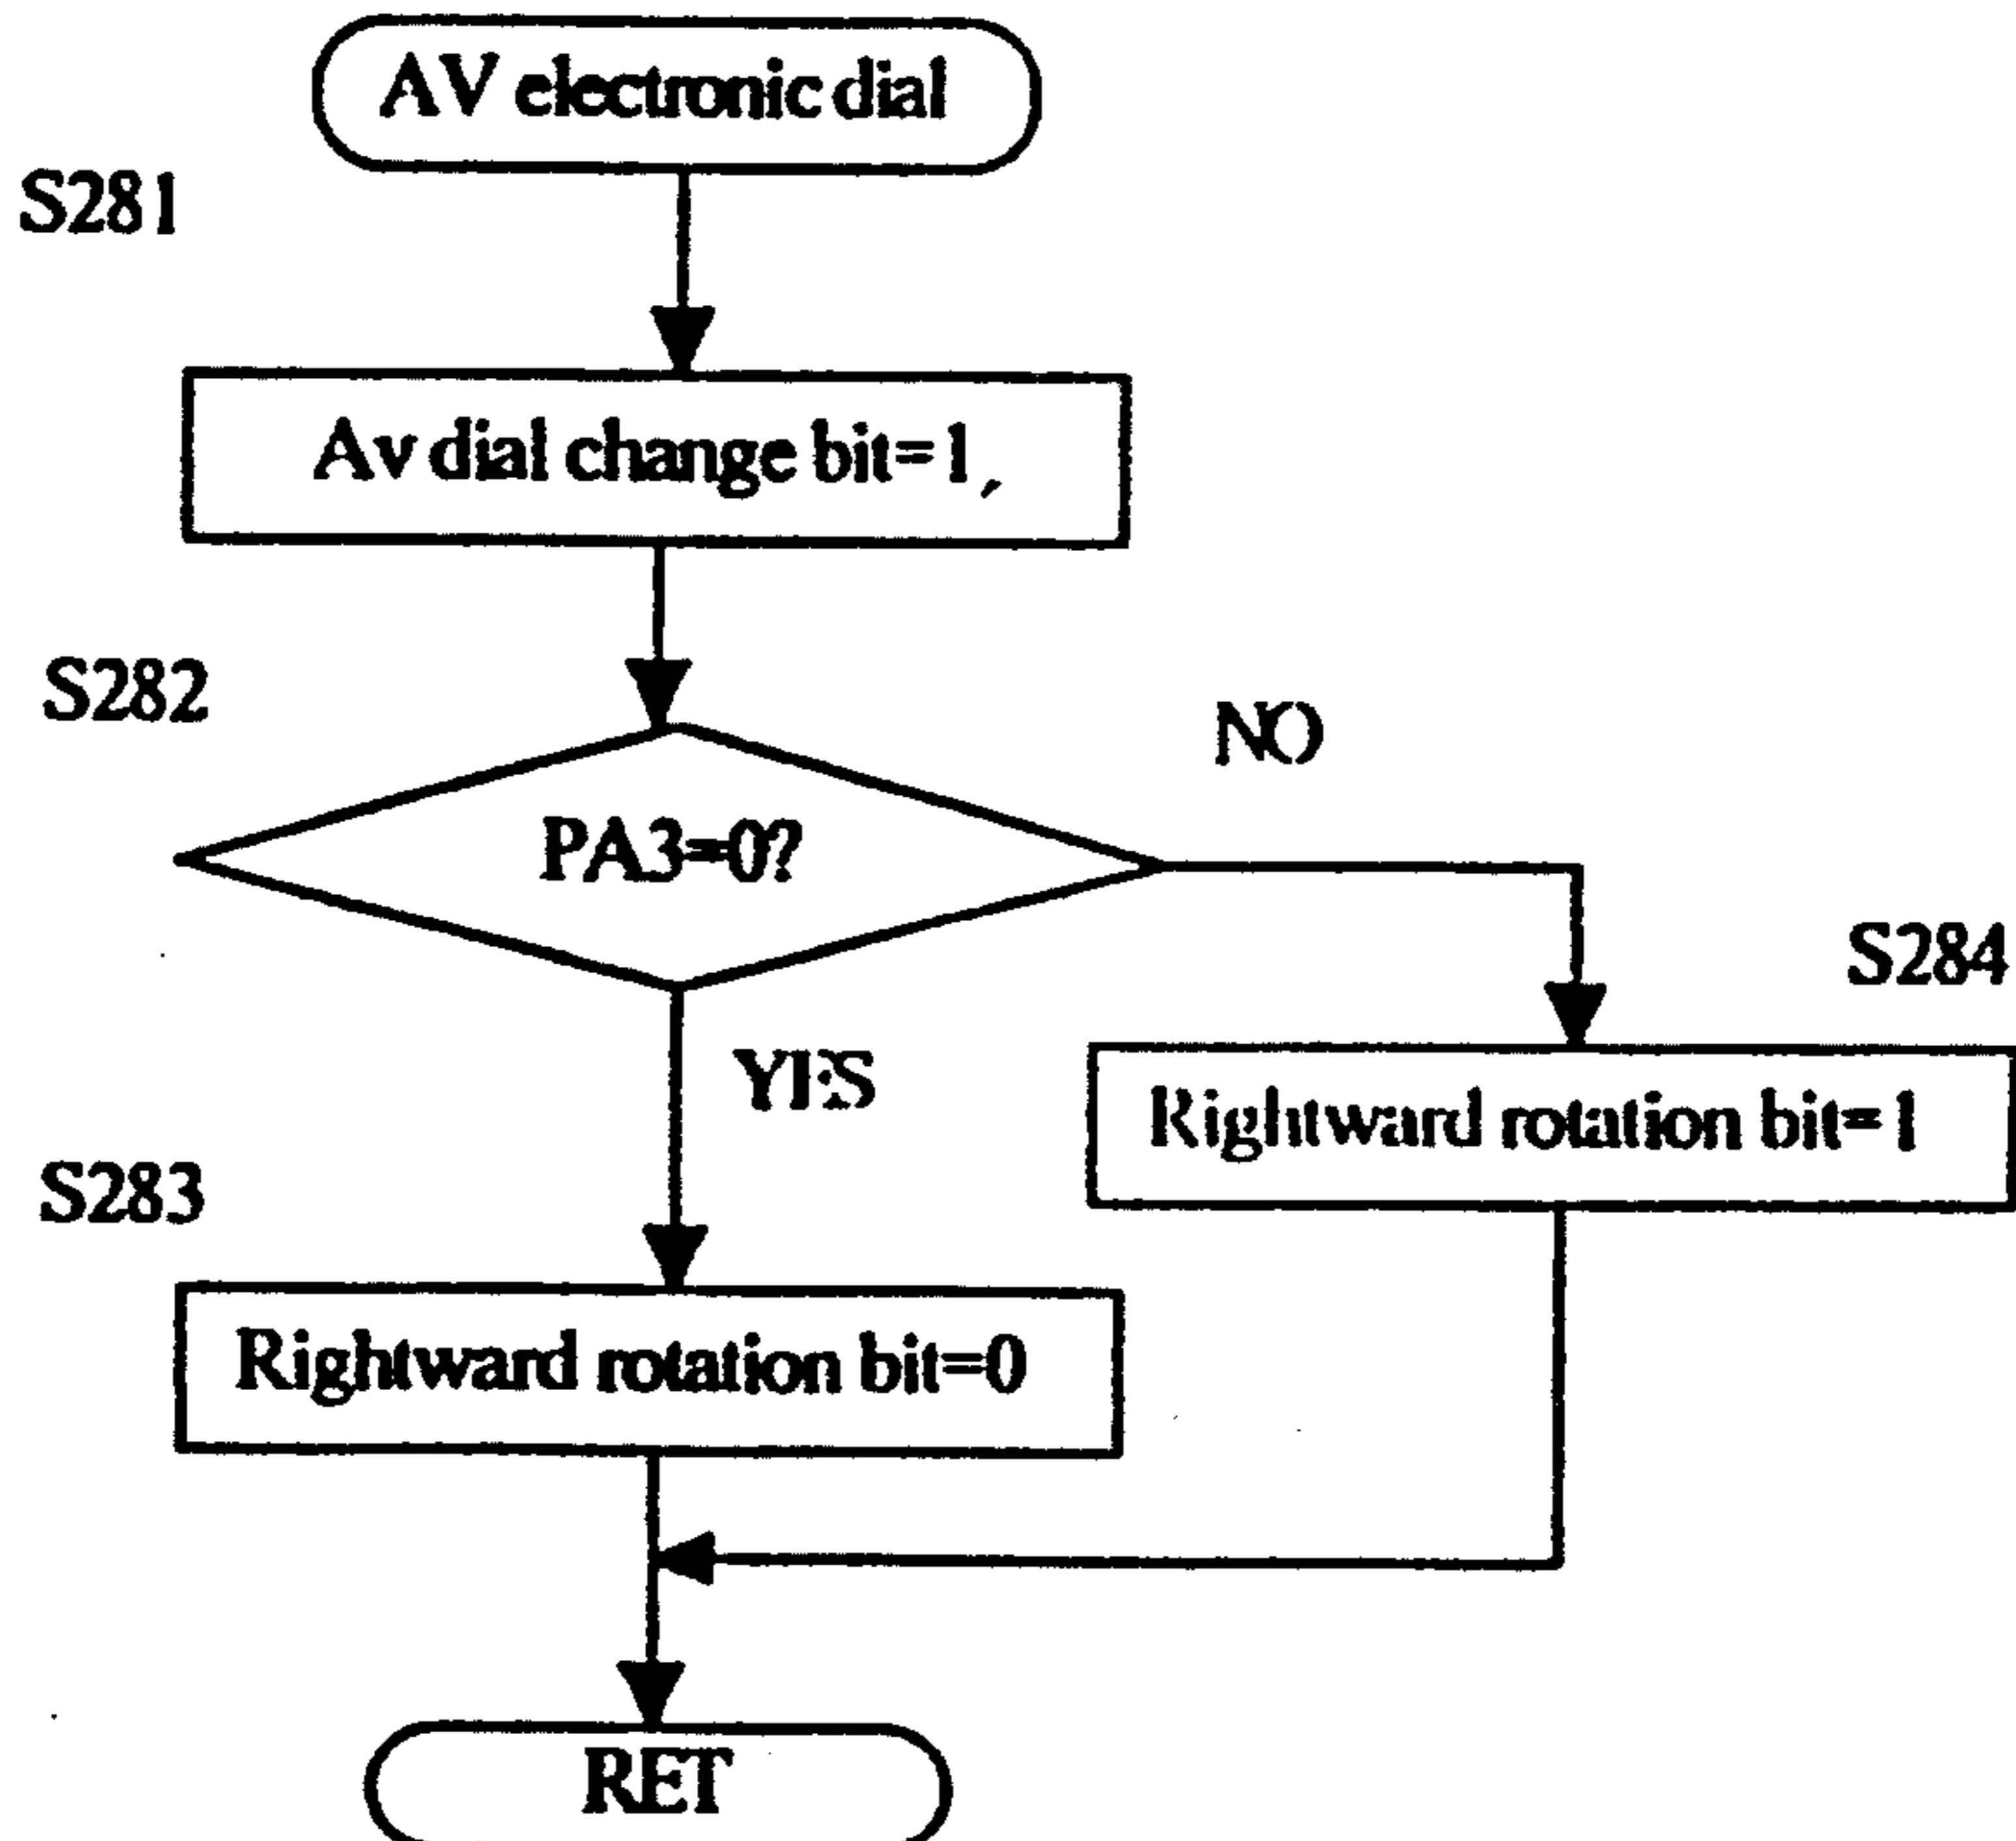 AV electronic dial
S281
Av dial change bit=1,
S282
NO
PA3=0?
S284
YES
Rightward rotation bit=1
S283
Rightward rotation bit=0
RET